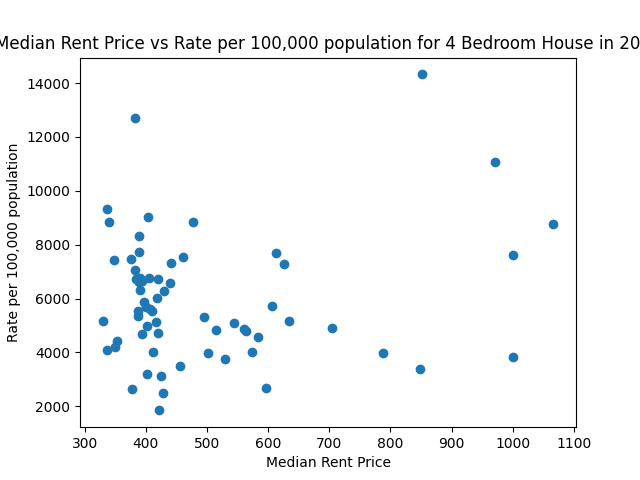 Median Rent Price vs Rate per 100,000 population for 4 Bedroom House in 20
14000
12000
10000
8000
6000
4000
2000
Rate per 100,000 population
300 400 500 600 700 800 900 1000 1100
Median Rent Price